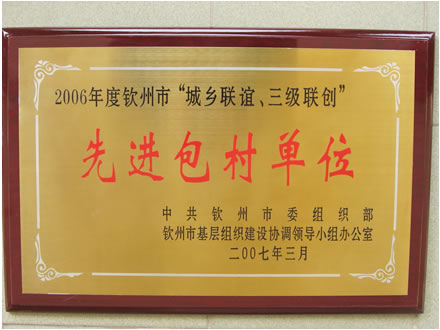 2006年度钦州市“城乡联谊、三级联创”
先进包村单位
中共钦州市委组织部
钦州市基层组织建设协调领导小组办公室
二00七年三月